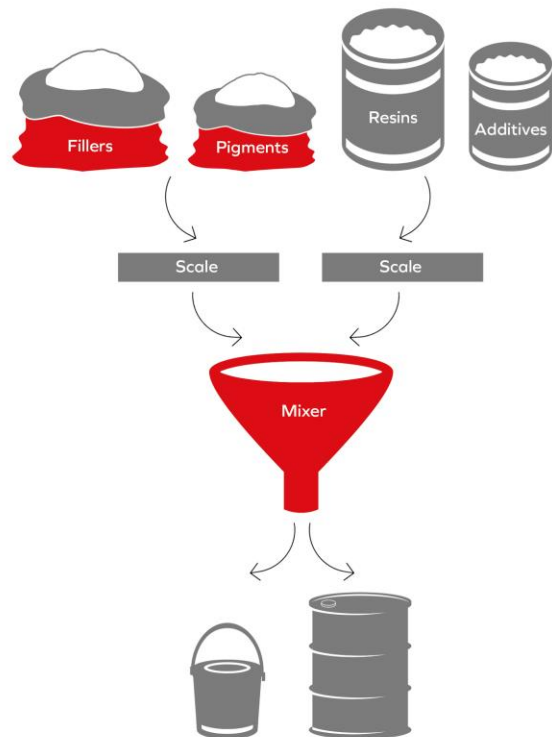 Fillers
Pigments
Resins
Additives
Scale
Scale
Mixer